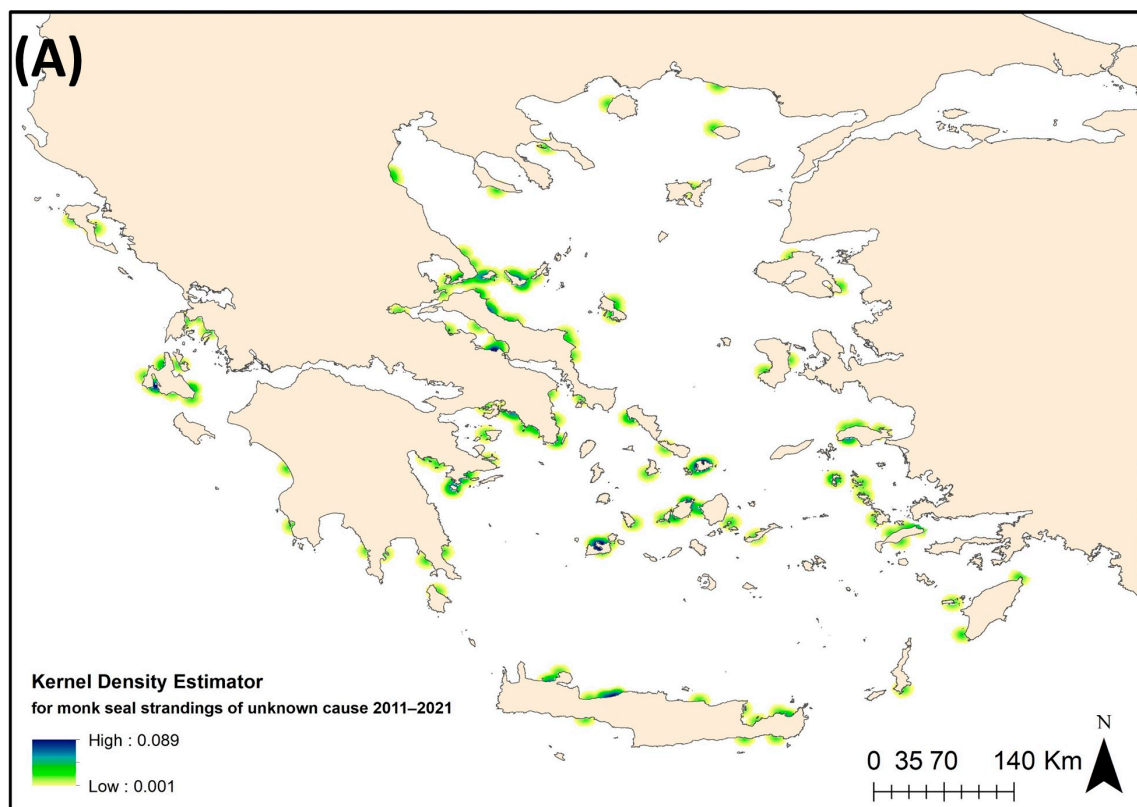 (A)
Kernel Density Estimator
for monk seal strandings of unknown cause 2011–2021
High : 0.089
Low : 0.001
N
0 35 70 140 Km